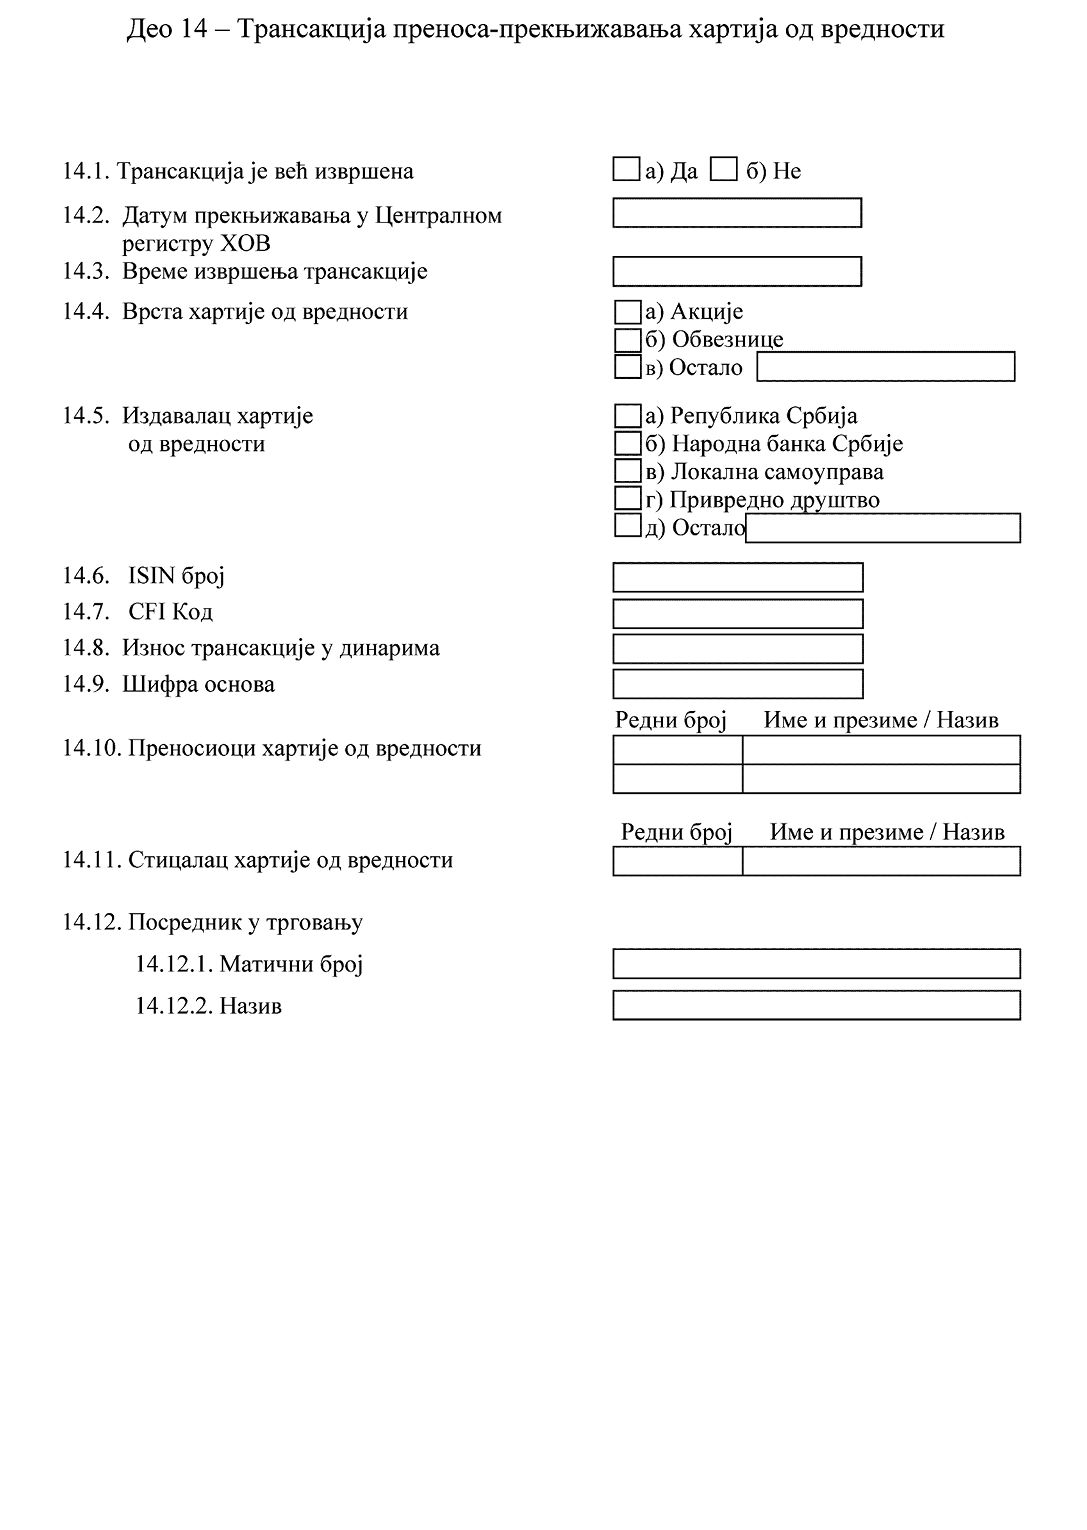 Део 14 – Трансакција преноса-прекњижавања хартија од вредности
14.1. Трансакција је већ извршена а) Да б) Не
14.2. Датум прекњижавања у Централном
регистру ХОВ
14.3. Време извршења трансакције
14.4. Врста хартије од вредности а) Акције
б) Обвезнице
в) Остало
14.5. Издавалац хартије а) Република Србија
од вредности б) Народна банка Србије
в) Локална самоуправа
г) Привредно друштво
д) Остало
14.6. ISIN број
14.7. CFI Код
14.8. Износ трансакције у динарима
14.9. Шифра основа
Редни број Име и презиме / Назив
14.10. Преносиоци хартије од вредности
Редни број Име и презиме / Назив
14.11. Стицалац хартије од вредности
14.12. Посредник у трговању
14.12.1. Матични број
14.12.2. Назив